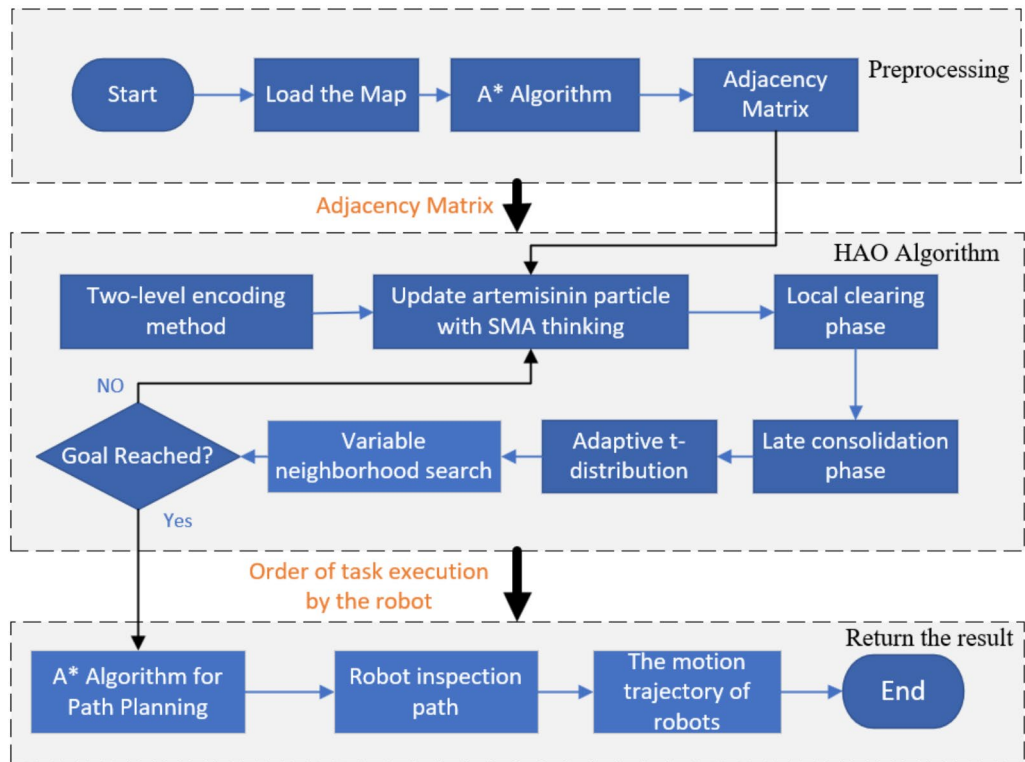 Preprocessing
Start
Load the Map
A* Algorithm
Adjacency
Matrix
Adjacency Matrix
HAO Algorithm
Two-level encoding
method
Update artemisinin particle
with SMA thinking
Local clearing
phase
NO
Goal Reached?
Variable
neighborhood search
Adaptive t-
distribution
Late consolidation
phase
Yes
Order of task execution
by the robot
Return the result
A* Algorithm for
Path Planning
Robot inspection
path
The motion
trajectory of
robots
End